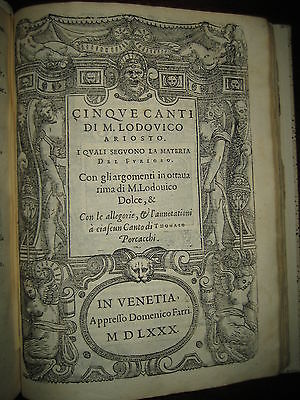 CINQVE CANTI
DI M. LODOVICO
ARIOSTO,
I QVALI SEGVONO LA MATERIA
DEL FVRIOSO.
Con gli argomenti in ottaua
rima di M. Lodouico
Dolce, &
Con le allegorie, & l'annotationi
à ciascun Canto di THOMASO
Porcacchi.
IN VENETIA,
Appresso Domenico Farri.
M D LXXX.